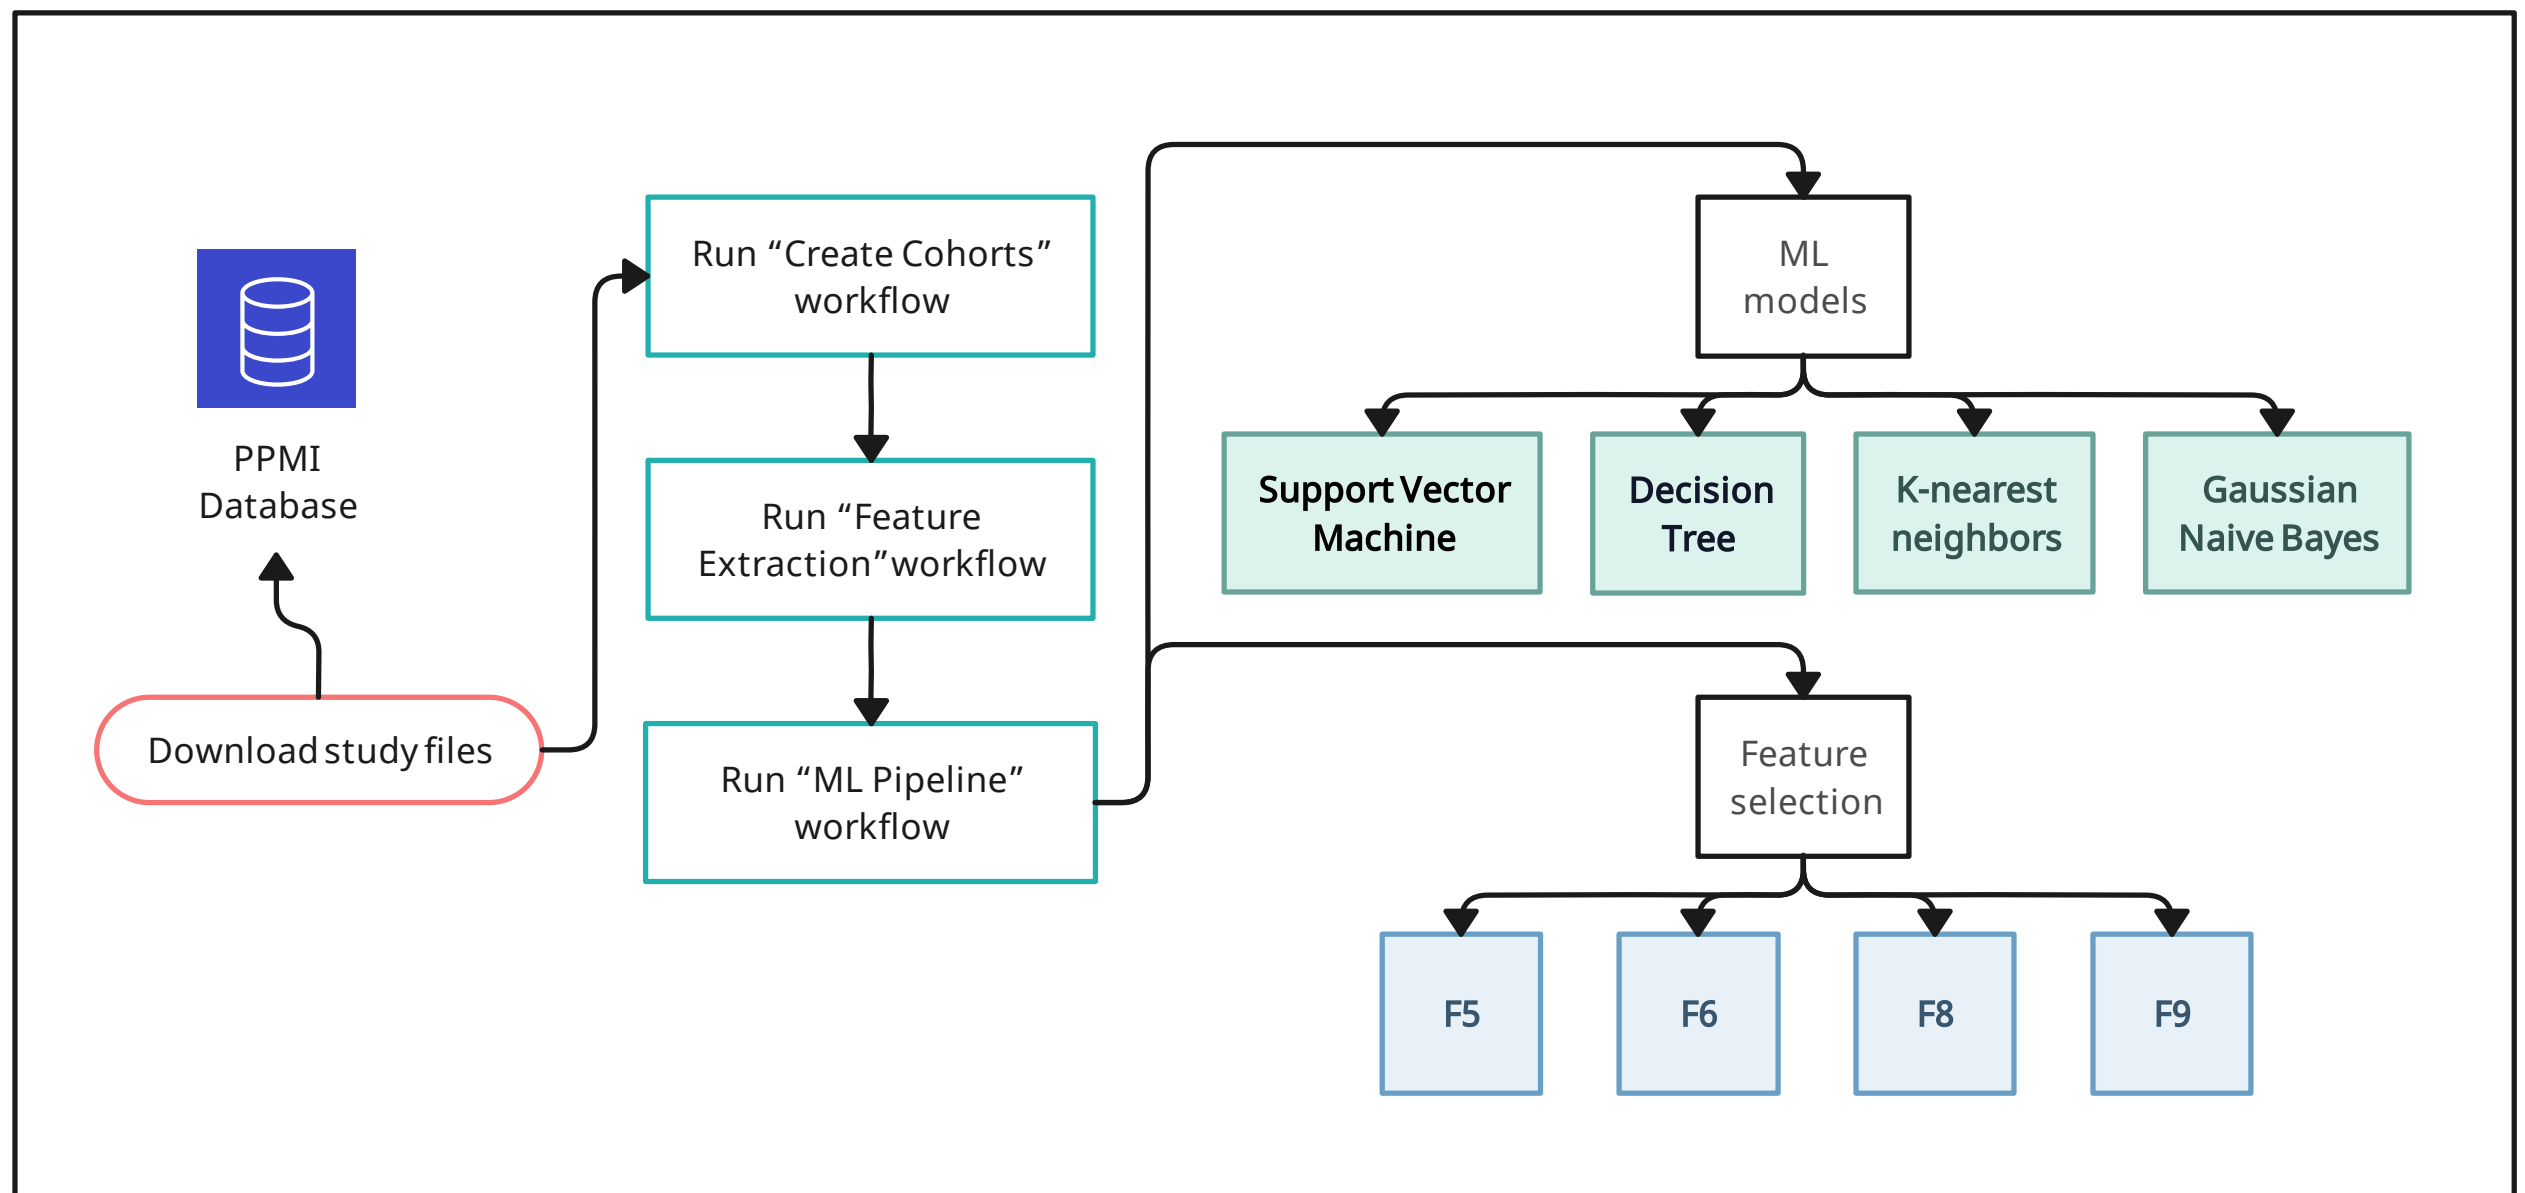 PPMI
Database
Download study files
Run “Create Cohorts”
workflow
Run “Feature
Extraction” workflow
Run “ML Pipeline”
workflow
ML
models
Support Vector
Machine
Decision
Tree
K-nearest
neighbors
Gaussian
Naive Bayes
Feature
selection
F5
F6
F8
F9